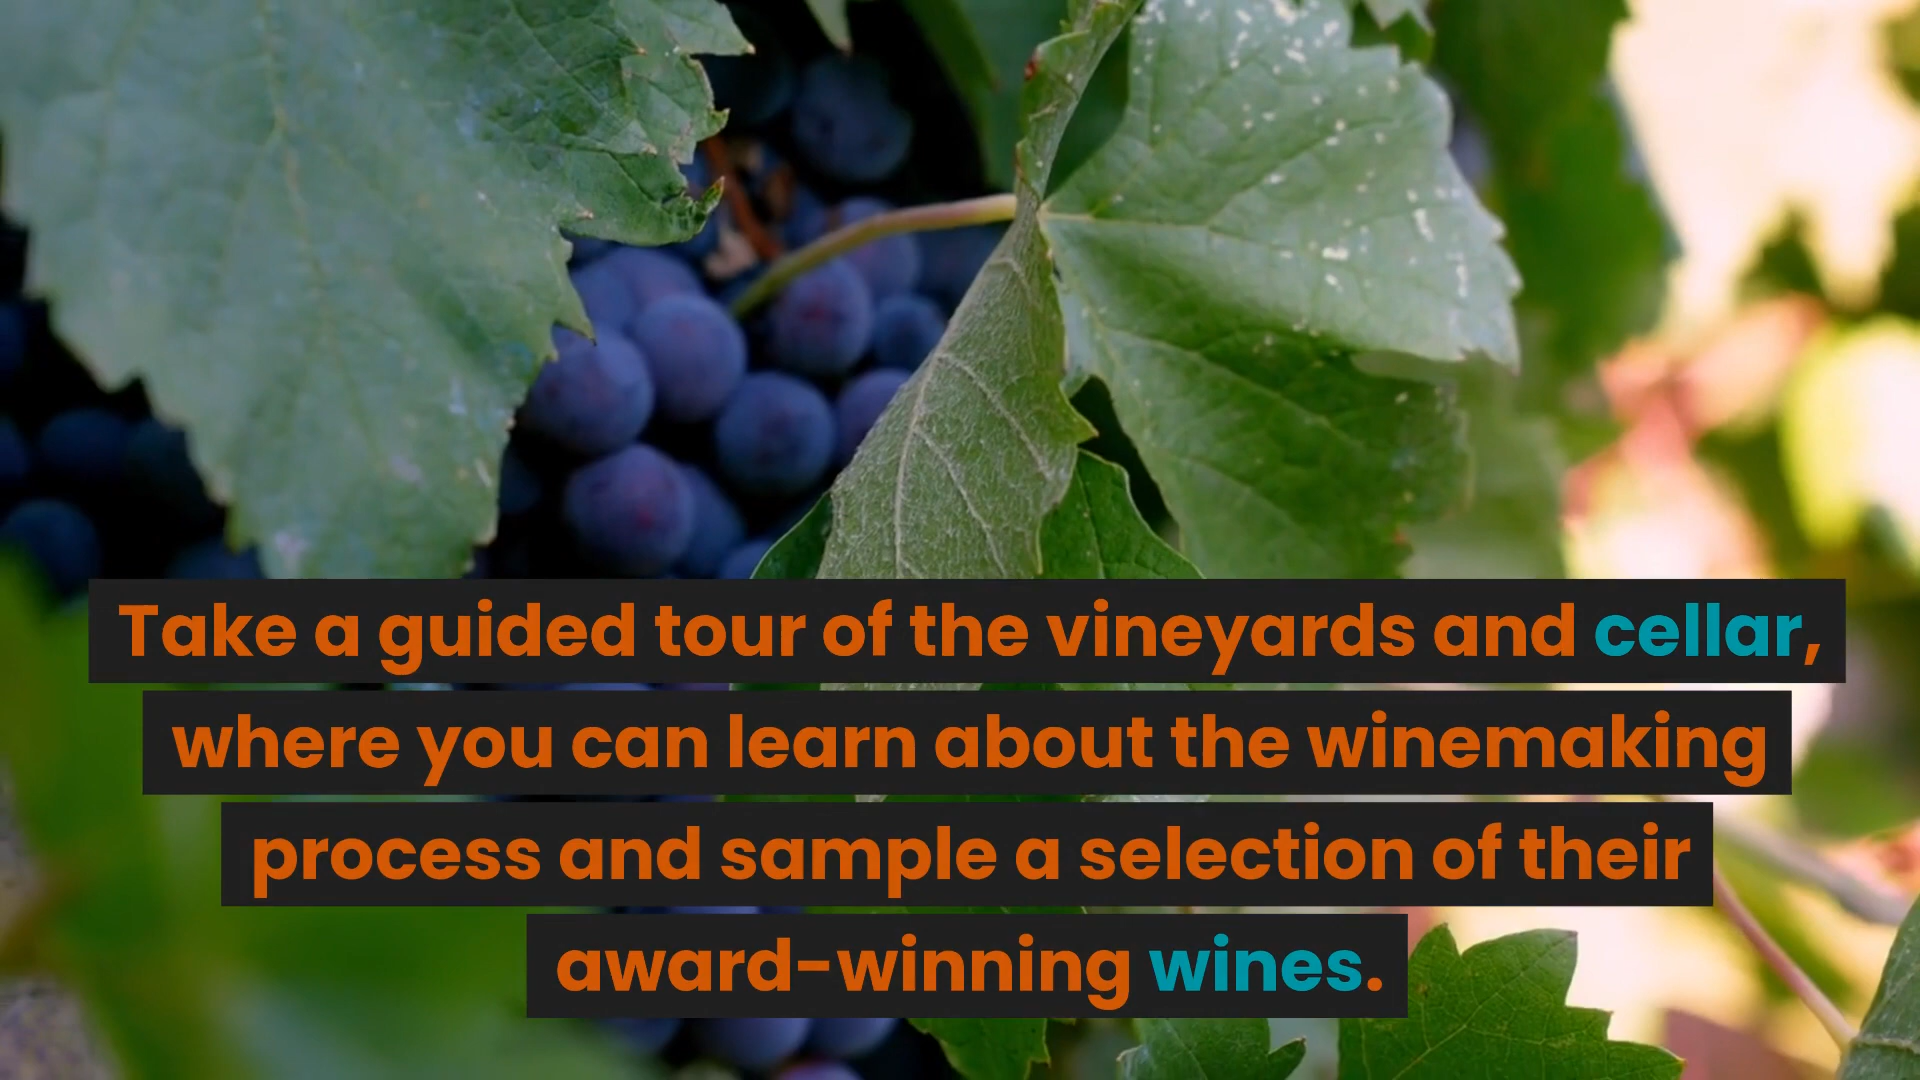 Take a guided tour of the vineyards and cellar,
where you can learn about the winemaking
process and sample a selection of their
award-winning wines.